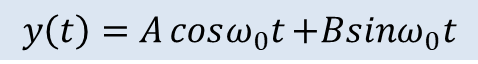 y(t) = A cosω₀t +Bsinω₀t